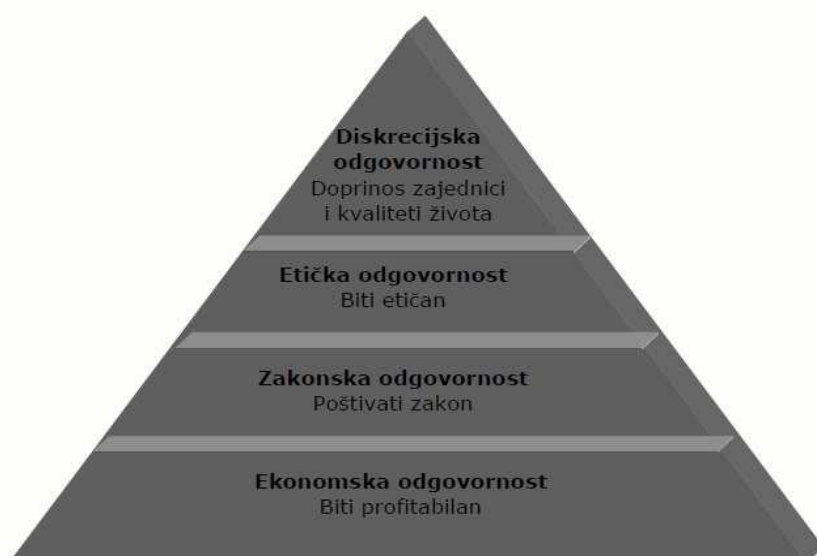 Diskrecijska
odgovornost
Doprinos zajednici
i kvaliteti života
Etička odgovornost
Biti etičan
Zakonska odgovornost
Poštivati zakon
Ekonomska odgovornost
Biti profitabilan